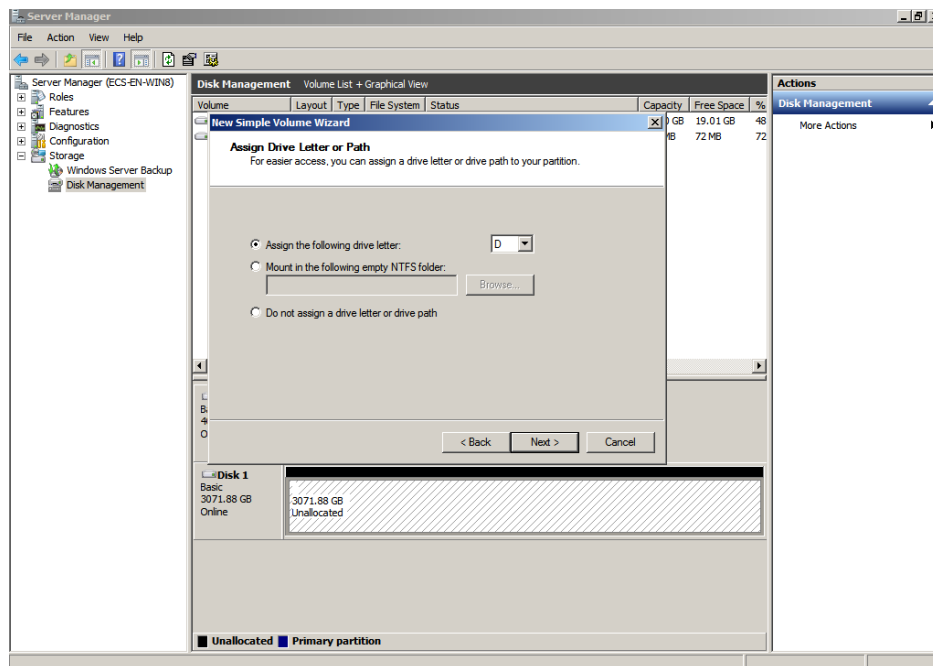 Server Manager
File Action View Help
Server Manager (ECS-EN-WIN8)
Roles
Features
Diagnostics
Configuration
Storage
Windows Server Backup
Disk Management
Disk Management Volume List + Graphical View
Volume Layout Type File System Status Capacity Free Space %
GB 19.01 GB 48
MB 72 MB 72
New Simple Volume Wizard
Assign Drive Letter or Path
For easier access, you can assign a drive letter or drive path to your partition.
Assign the following drive letter: D
Mount in the following empty NTFS folder:
Browse...
Do not assign a drive letter or drive path
< Back Next > Cancel
Disk 1
Basic
3071.88 GB
Online
3071.88 GB
Unallocated
Unallocated Primary partition
Actions
Disk Management
More Actions